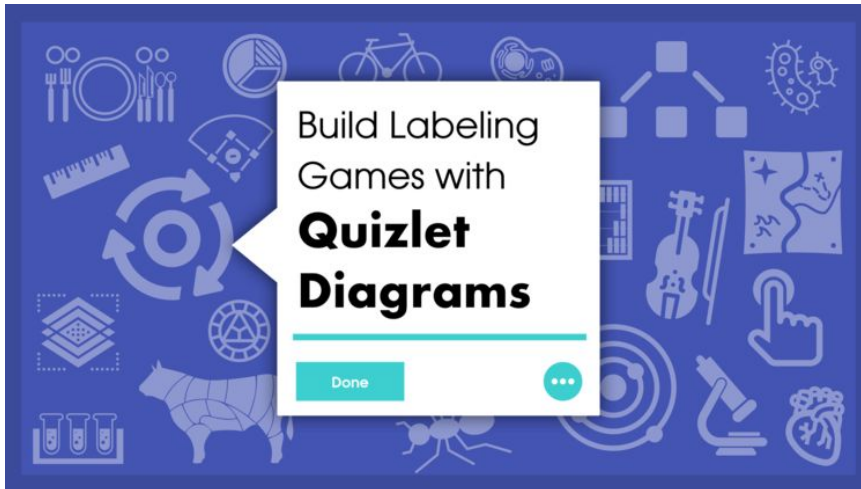 Build Labeling
Games with
Quizlet
Diagrams
Done